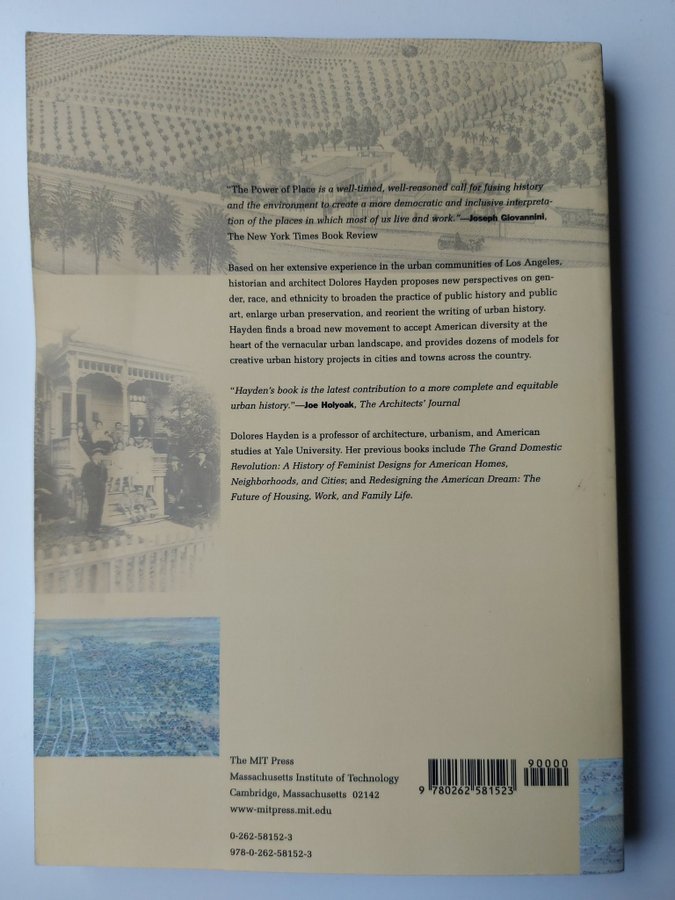 “The Power of Place is a well-timed, well-reasoned call for fusing history
and the environment to create a more democratic and inclusive interpreta-
tion of the places in which most of us live and work.”—Joseph Giovannini,
The New York Times Book Review
Based on her extensive experience in the urban communities of Los Angeles,
historian and architect Dolores Hayden proposes new perspectives on gen-
der, race, and ethnicity to broaden the practice of public history and public
art, enlarge urban preservation, and reorient the writing of urban history.
Hayden finds a broad new movement to accept American diversity at the
heart of the vernacular urban landscape, and provides dozens of models for
creative urban history projects in cities and towns across the country.
“Hayden's book is the latest contribution to a more complete and equitable
urban history.”—Joe Holyoak, The Architects' Journal
Dolores Hayden is a professor of architecture, urbanism, and American
studies at Yale University. Her previous books include The Grand Domestic
Revolution: A History of Feminist Designs for American Homes,
Neighborhoods, and Cities; and Redesigning the American Dream: The
Future of Housing, Work, and Family Life.
The MIT Press
Massachusetts Institute of Technology
Cambridge, Massachusetts 02142
www-mitpress.mit.edu
0-262-58152-3
978-0-262-58152-3
90000
9 780262 581523